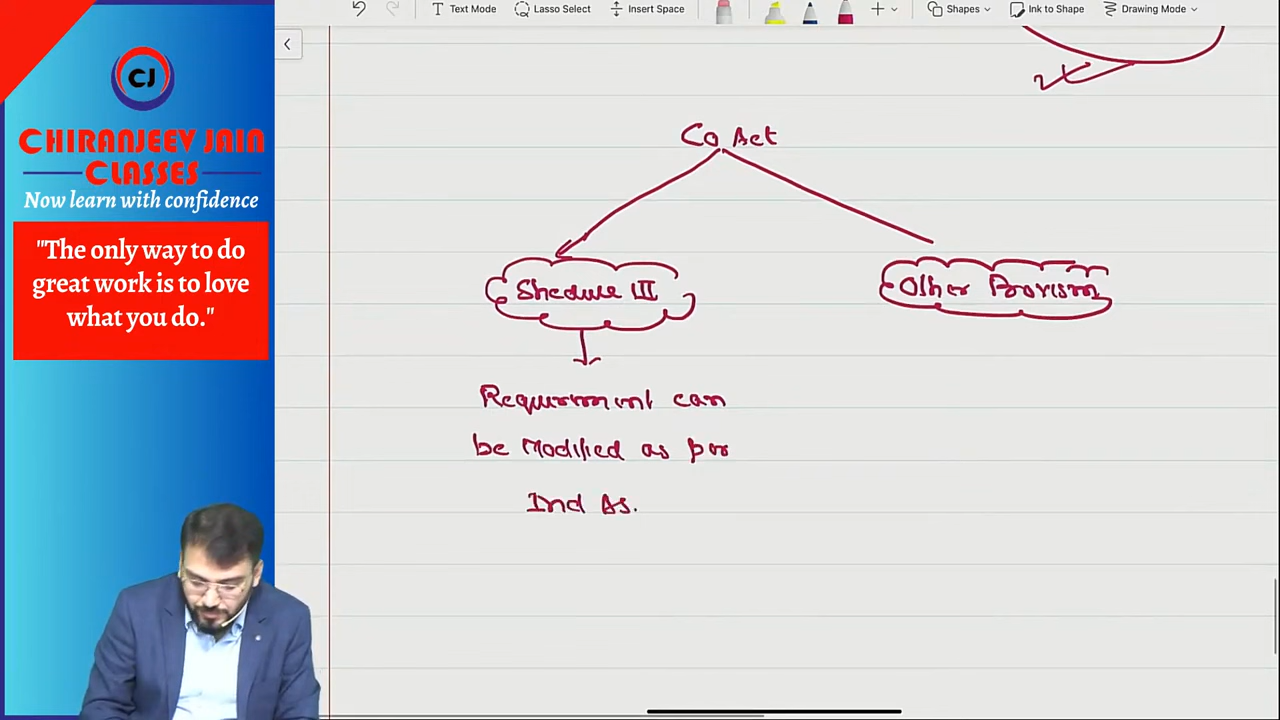 Text Mode
Lasso Select
Insert Space
Shapes
Ink to Shape
Drawing Mode
CJ
CHIRANJEEV JAIN
CLASSES
Now learn with confidence
"The only way to do
great work is to love
what you do."
Co Act
Shedule III
Other Provision
Requirment can
be Modified as per
Ind As.